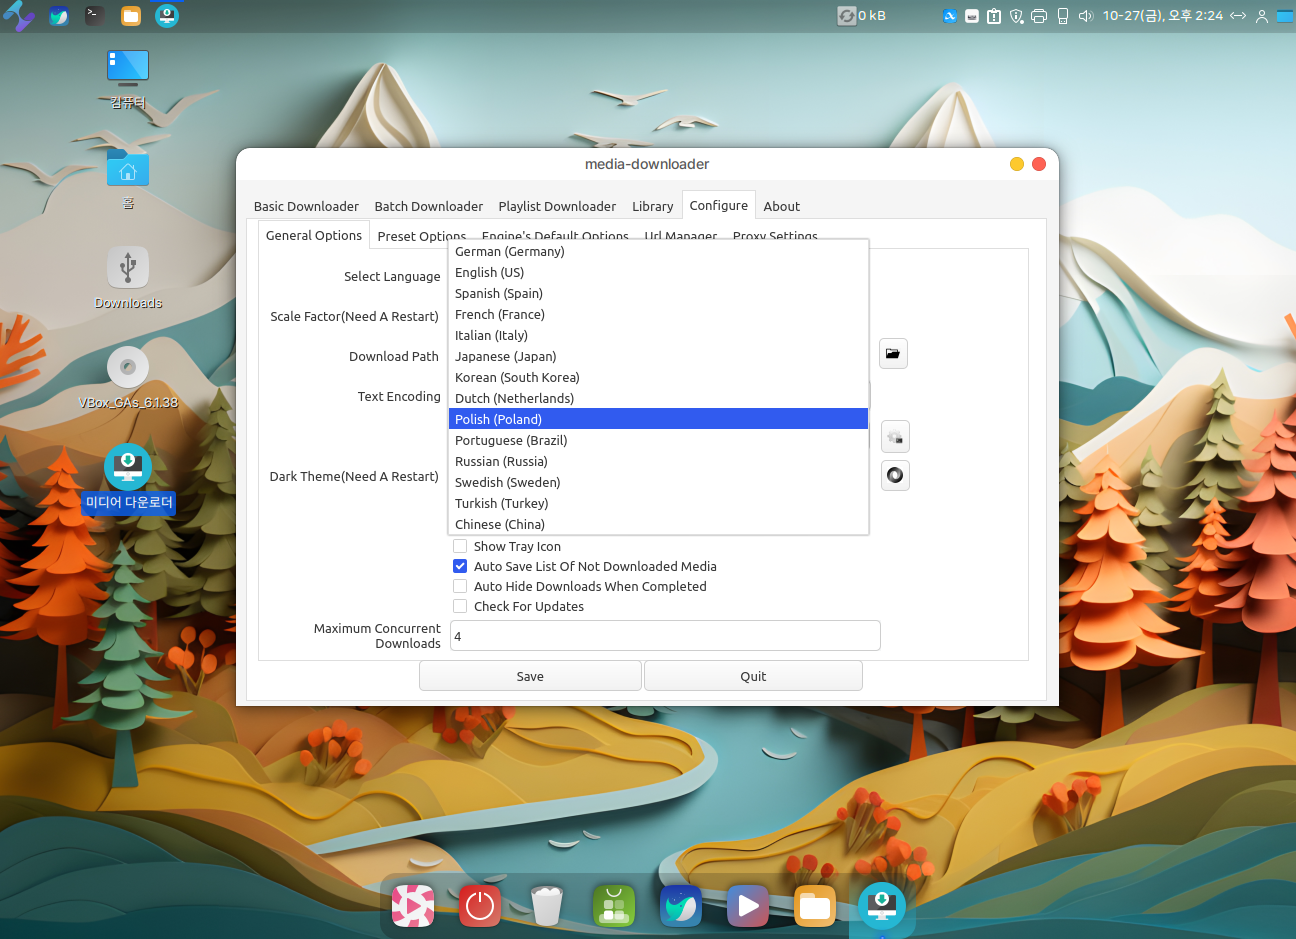 0 kB
10-27(금), 오후 2:24
컴퓨터
홈
Downloads
VBox_GAs_6.1.38
미디어 다운로더
media-downloader
Basic Downloader
Batch Downloader
Playlist Downloader
Library
Configure
About
General Options
Preset Options
Engine's Default Options
Url Manager
Proxy Settings
Select Language
Scale Factor(Need A Restart)
Download Path
Text Encoding
Dark Theme(Need A Restart)
German (Germany)
English (US)
Spanish (Spain)
French (France)
Italian (Italy)
Japanese (Japan)
Korean (South Korea)
Dutch (Netherlands)
Polish (Poland)
Portuguese (Brazil)
Russian (Russia)
Swedish (Sweden)
Turkish (Turkey)
Chinese (China)
Show Tray Icon
Auto Save List Of Not Downloaded Media
Auto Hide Downloads When Completed
Check For Updates
Maximum Concurrent
Downloads
4
Save
Quit